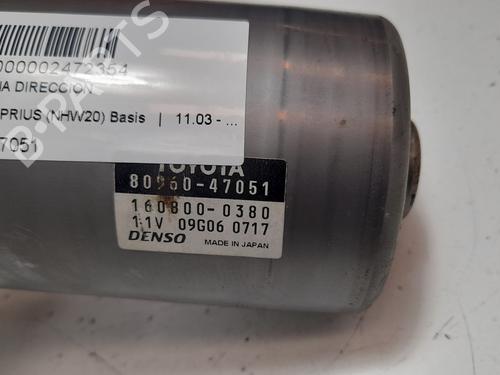 000002472354
DIRECCION
PRIUS (NHW20) Basis | 11.03 - ...
7051
TOYOTA
80960-47051
160800-0380
11V 09G06 0717
DENSO MADE IN JAPAN
B-PARTS